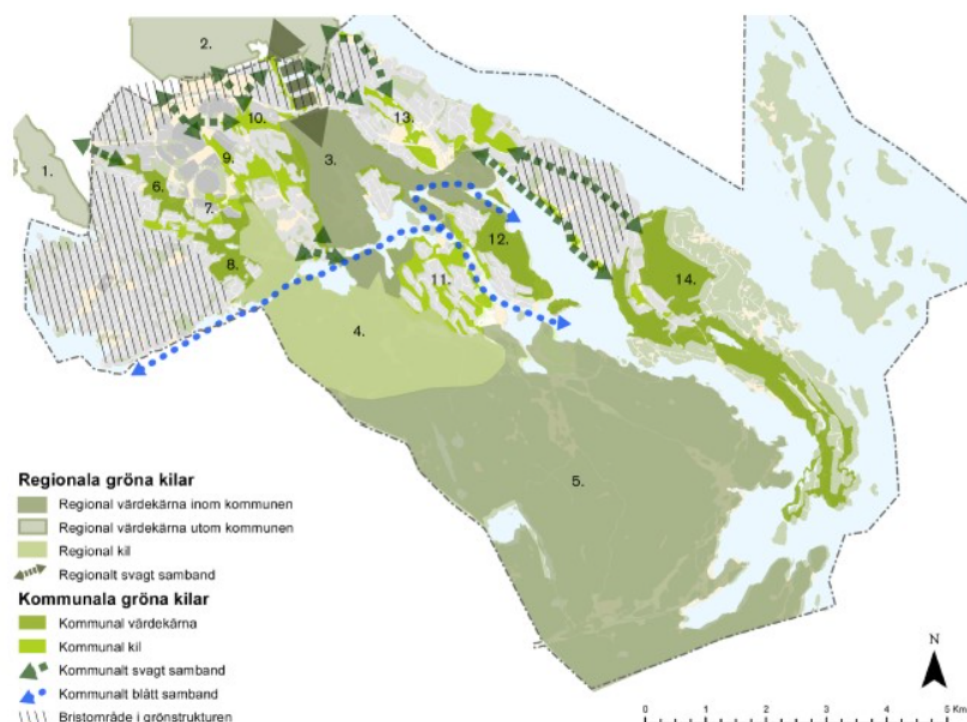 2.
10.
13.
1.
3.
9.
6.
7.
12.
8.
11.
14.
4.
5.
Regionala gröna kilar
Regional värdekärna inom kommunen
Regional värdekärna utom kommunen
Regional kil
Regionalt svagt samband
Kommunala gröna kilar
Kommunal värdekärna
Kommunal kil
Kommunalt svagt samband
Kommunalt blått samband
Bristområde i grönstrukturen
N
0 1 2 3 4 5 Km